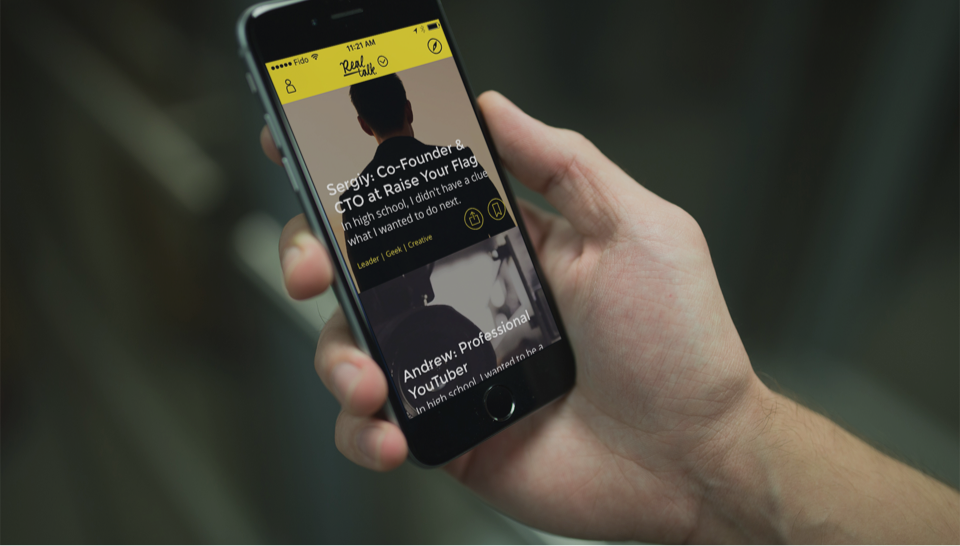 Fido 11:21 AM
Real
talk
Sergiy: Co-Founder &
CTO at Raise Your Flag
In high school, I didn't have a clue
what I wanted to do next.
Leader | Geek | Creative
Andrew: Professional
YouTuber
In high school, I wanted to be a